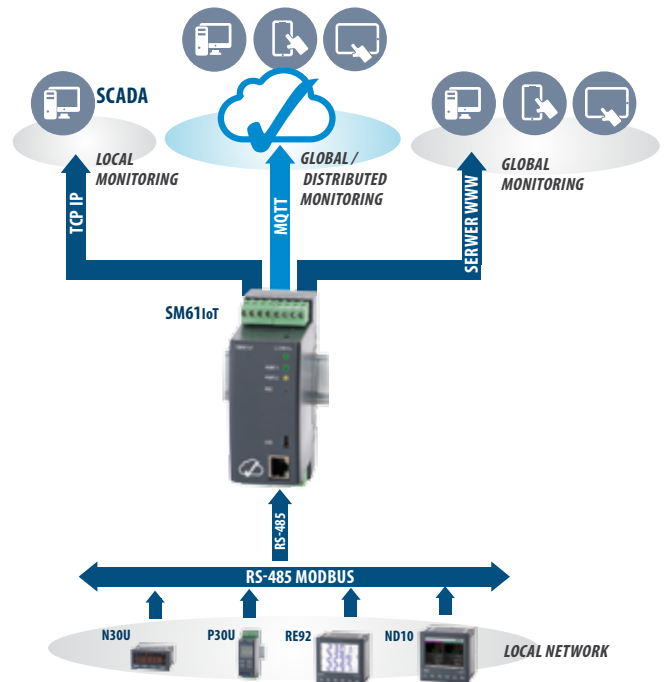 SCADA
LOCAL
MONITORING
GLOBAL /
DISTRIBUTED
MONITORING
GLOBAL
MONITORING
TCP IP
MQTT
SERWER WWW
SM61IoT
RS-485
RS-485 MODBUS
N30U
P30U
RE92
ND10
LOCAL NETWORK